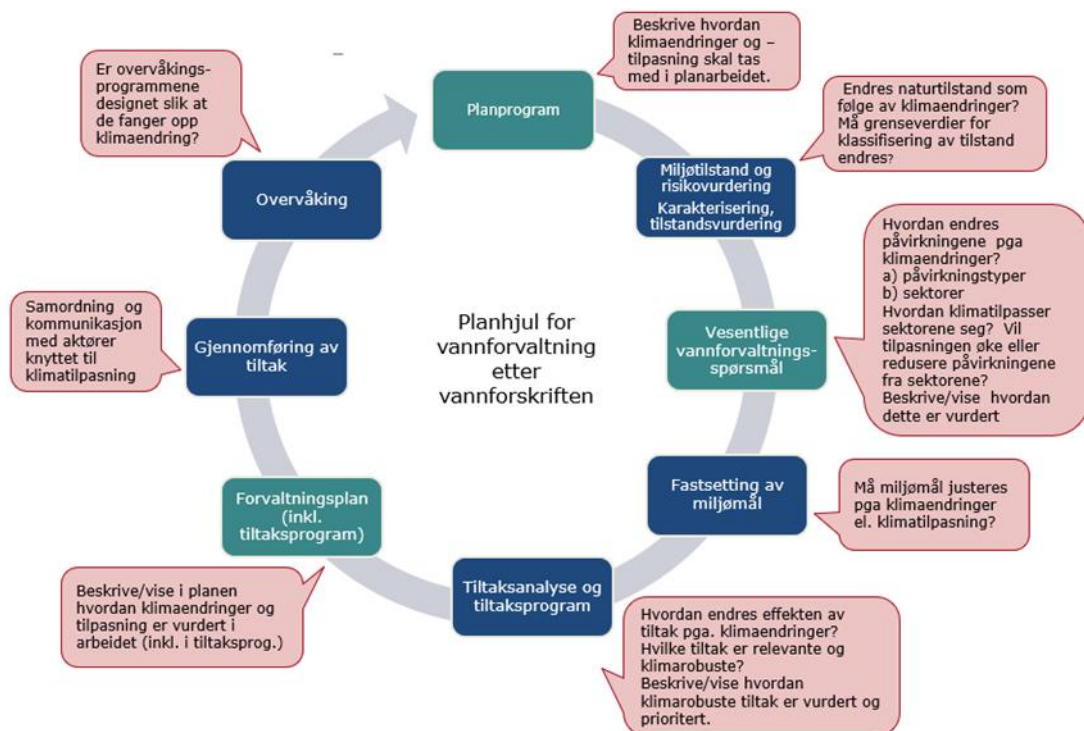 Beskrive hvordan
klimaendringer og –
tilpasning skal tas
med i planarbeidet.
Planprogram
Endres naturtilstand som
følge av klimaendringer?
Må grenseverdier for
klassifisering av tilstand
endres?
Miljøtilstand og
risikovurdering
Karakterisering,
tilstandsvurdering
Hvordan endres
påvirkningene pga
klimaendringer?
a) påvirkningstyper
b) sektorer
Hvordan klimatilpasser
sektorene seg? Vil
tilpasningen øke eller
redusere påvirkningene
fra sektorene?
Beskrive/vise hvordan
dette er vurdert
Vesentlige
vannforvaltnings-
spørsmål
Fastsetting av
miljømål
Må miljømål justeres
pga klimaendringer
el. klimatilpasning?
Tiltaksanalyse og
tiltaksprogram
Hvordan endres effekten av
tiltak pga. klimaendringer?
Hvilke tiltak er relevante og
klimarobuste?
Beskrive/vise hvordan
klimarobuste tiltak er vurdert og
prioritert.
Forvaltningsplan
(inkl.
tiltaksprogram)
Beskrive/vise i planen
hvordan klimaendringer og
tilpasning er vurdert i
arbeidet (inkl. i tiltaksprog.)
Gjennomføring av
tiltak
Samordning og
kommunikasjon
med aktører
knyttet til
klimatilpasning
Overvåking
Er overvåkings-
programmene
designet slik at
de fanger opp
klimaendring?
–
Planhjul for
vannforvaltning
etter
vannforskriften